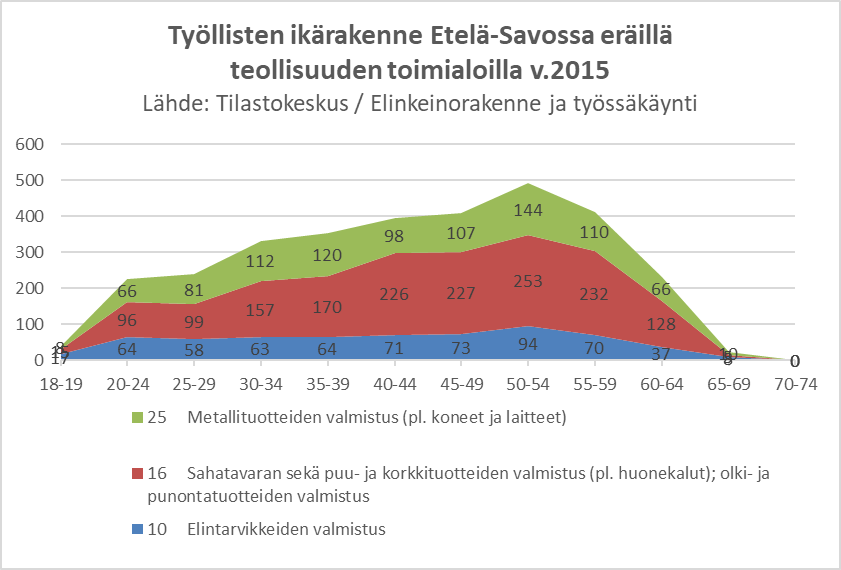 Työllisten ikärakenne Etelä-Savossa eräillä
teollisuuden toimialoilla v.2015
Lähde: Tilastokeskus / Elinkeinorakenne ja työssäkäynti
600
500
400
300
200
100
0
66 81 112 120 98 107 144 110 66 10
96 99 157 170 226 227 253 232 128
17 64 58 63 64 71 73 94 70 37 0
18-19 20-24 25-29 30-34 35-39 40-44 45-49 50-54 55-59 60-64 65-69 70-74
25 Metallituotteiden valmistus (pl. koneet ja laitteet)
16 Sahatavaran sekä puu- ja korkkituotteiden valmistus (pl. huonekalut); olki- ja
punontatuotteiden valmistus
10 Elintarvikkeiden valmistus